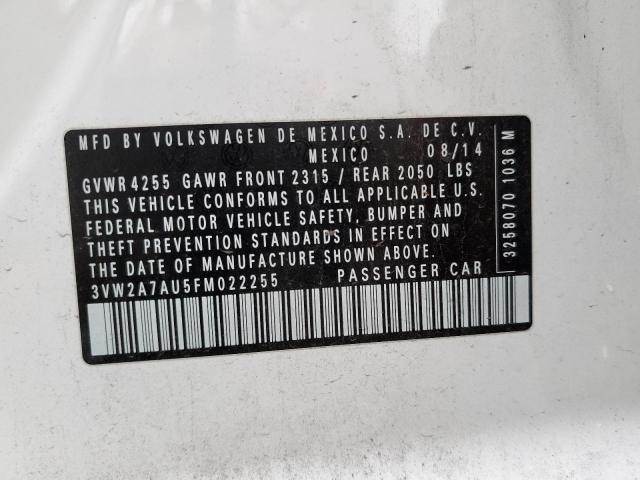 MFD BY VOLKSWAGEN DE MEXICO S.A. DE C.V.
MEXICO 08/14
GVWR 4255 GAWR FRONT 2315 / REAR 2050 LBS
THIS VEHICLE CONFORMS TO ALL APPLICABLE U.S.
FEDERAL MOTOR VEHICLE SAFETY, BUMPER AND
THEFT PREVENTION STANDARDS IN EFFECT ON
THE DATE OF MANUFACTURE SHOWN ABOVE.
3VW2A7AU5FM022255 PASSENGER CAR
3258070 1036 M